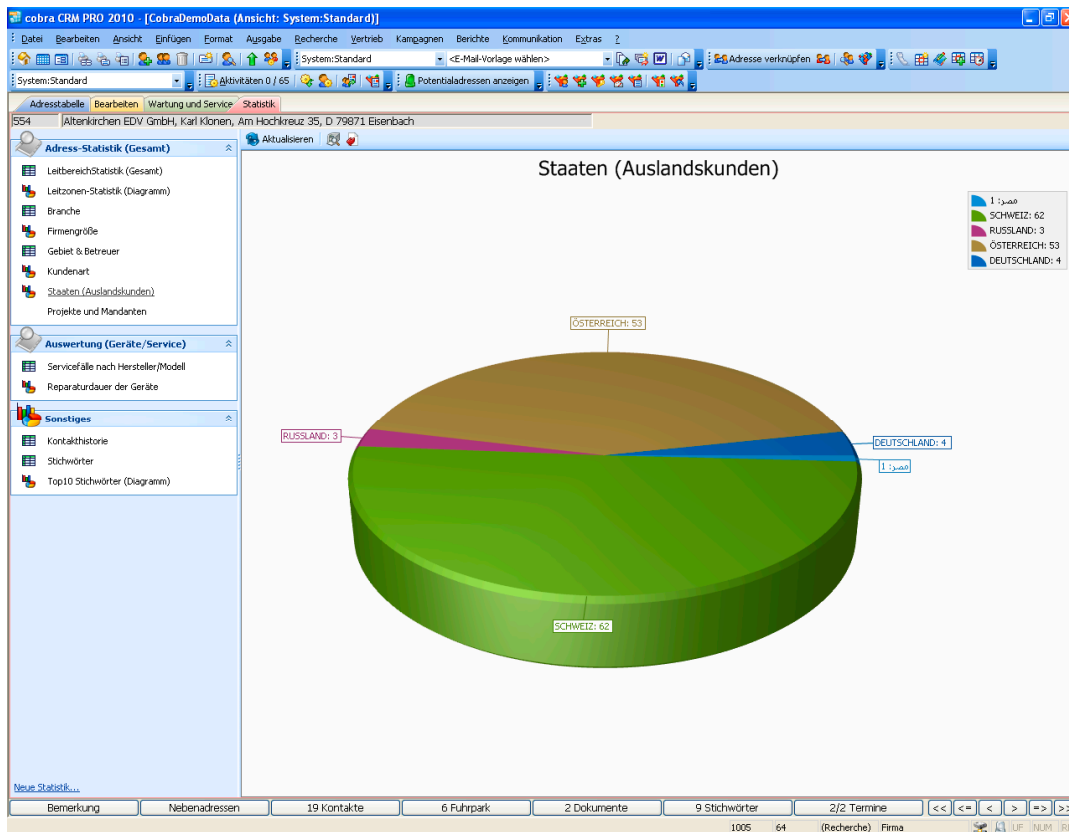 cobra CRM PRO 2010 - [CobraDemoData (Ansicht: System:Standard)]
Datei Bearbeiten Ansicht Einfügen Format Ausgabe Recherche Vertrieb Kampagnen Berichte Kommunikation Extras ?
System:Standard <E-Mail-Vorlage wählen> Adresse verknüpfen
System:Standard Aktivitäten 0 / 65 Potentialadressen anzeigen
Adresstabelle Bearbeiten Wartung und Service Statistik
554 Altenkirchen EDV GmbH, Karl Klonen, Am Hochkreuz 35, D 79871 Eisenbach
Adress-Statistik (Gesamt)
LeitbereichStatistik (Gesamt)
Leitzonen-Statistik (Diagramm)
Branche
Firmengröße
Gebiet & Betreuer
Kundenart
Staaten (Auslandskunden)
Projekte und Mandanten
Auswertung (Geräte/Service)
Servicefälle nach Hersteller/Modell
Reparaturdauer der Geräte
Sonstiges
Kontakthistorie
Stichwörter
Top10 Stichwörter (Diagramm)
Neue Statistik...
Aktualisieren
Staaten (Auslandskunden)
مصر: 1
SCHWEIZ: 62
RUSSLAND: 3
ÖSTERREICH: 53
DEUTSCHLAND: 4
ÖSTERREICH: 53
RUSSLAND: 3
DEUTSCHLAND: 4
مصر: 1
SCHWEIZ: 62
Bemerkung Nebenadressen 19 Kontakte 6 Fuhrpark 2 Dokumente 9 Stichwörter 2/2 Termine << <= < > => >>
1005 64 (Recherche) Firma UF NUM